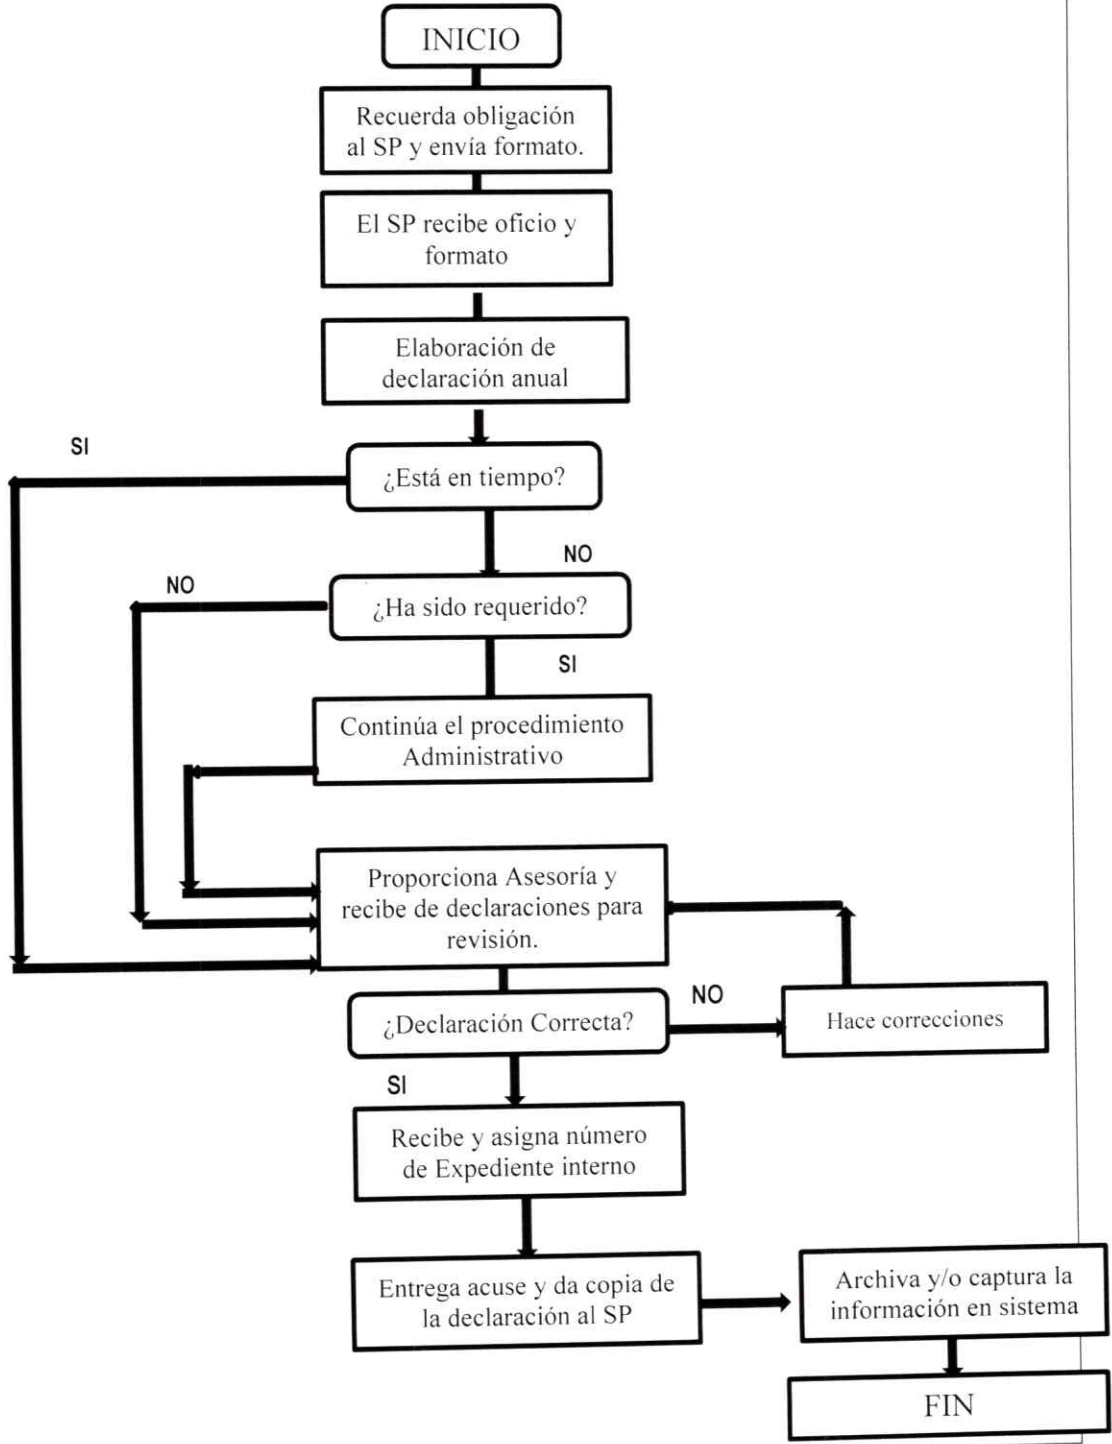 INICIO
Recuerda obligación
al SP y envía formato.
El SP recibe oficio y
formato
Elaboración de
declaración anual
SI
¿Está en tiempo?
NO
NO
¿Ha sido requerido?
SI
Continúa el procedimiento
Administrativo
Proporciona Asesoría y
recibe de declaraciones para
revisión.
NO
¿Declaración Correcta?
Hace correcciones
SI
Recibe y asigna número
de Expediente interno
Entrega acuse y da copia de
la declaración al SP
Archiva y/o captura la
información en sistema
FIN